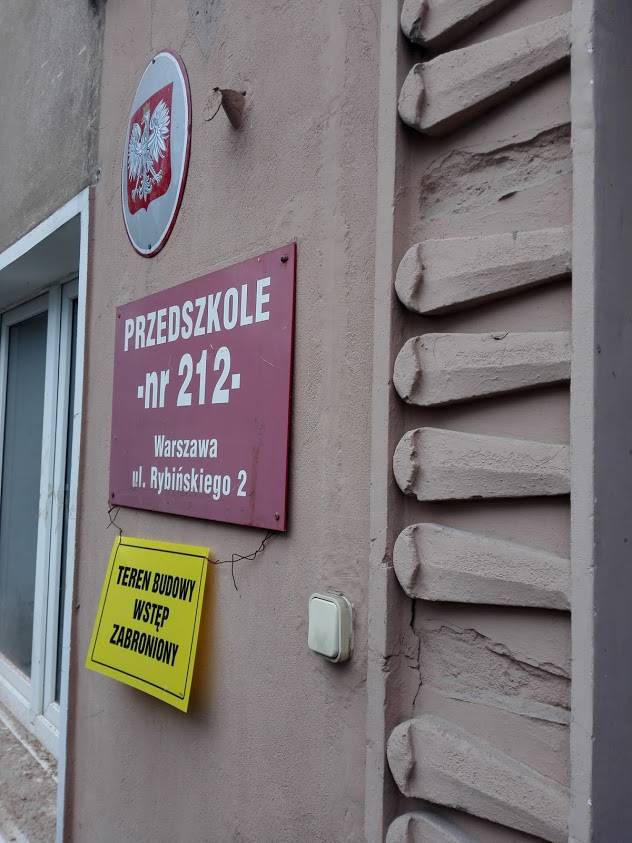 PRZEDSZKOLE
-nr 212-
Warszawa
ul. Rybińskiego 2
TEREN BUDOWY
WSTĘP
ZABRONIONY